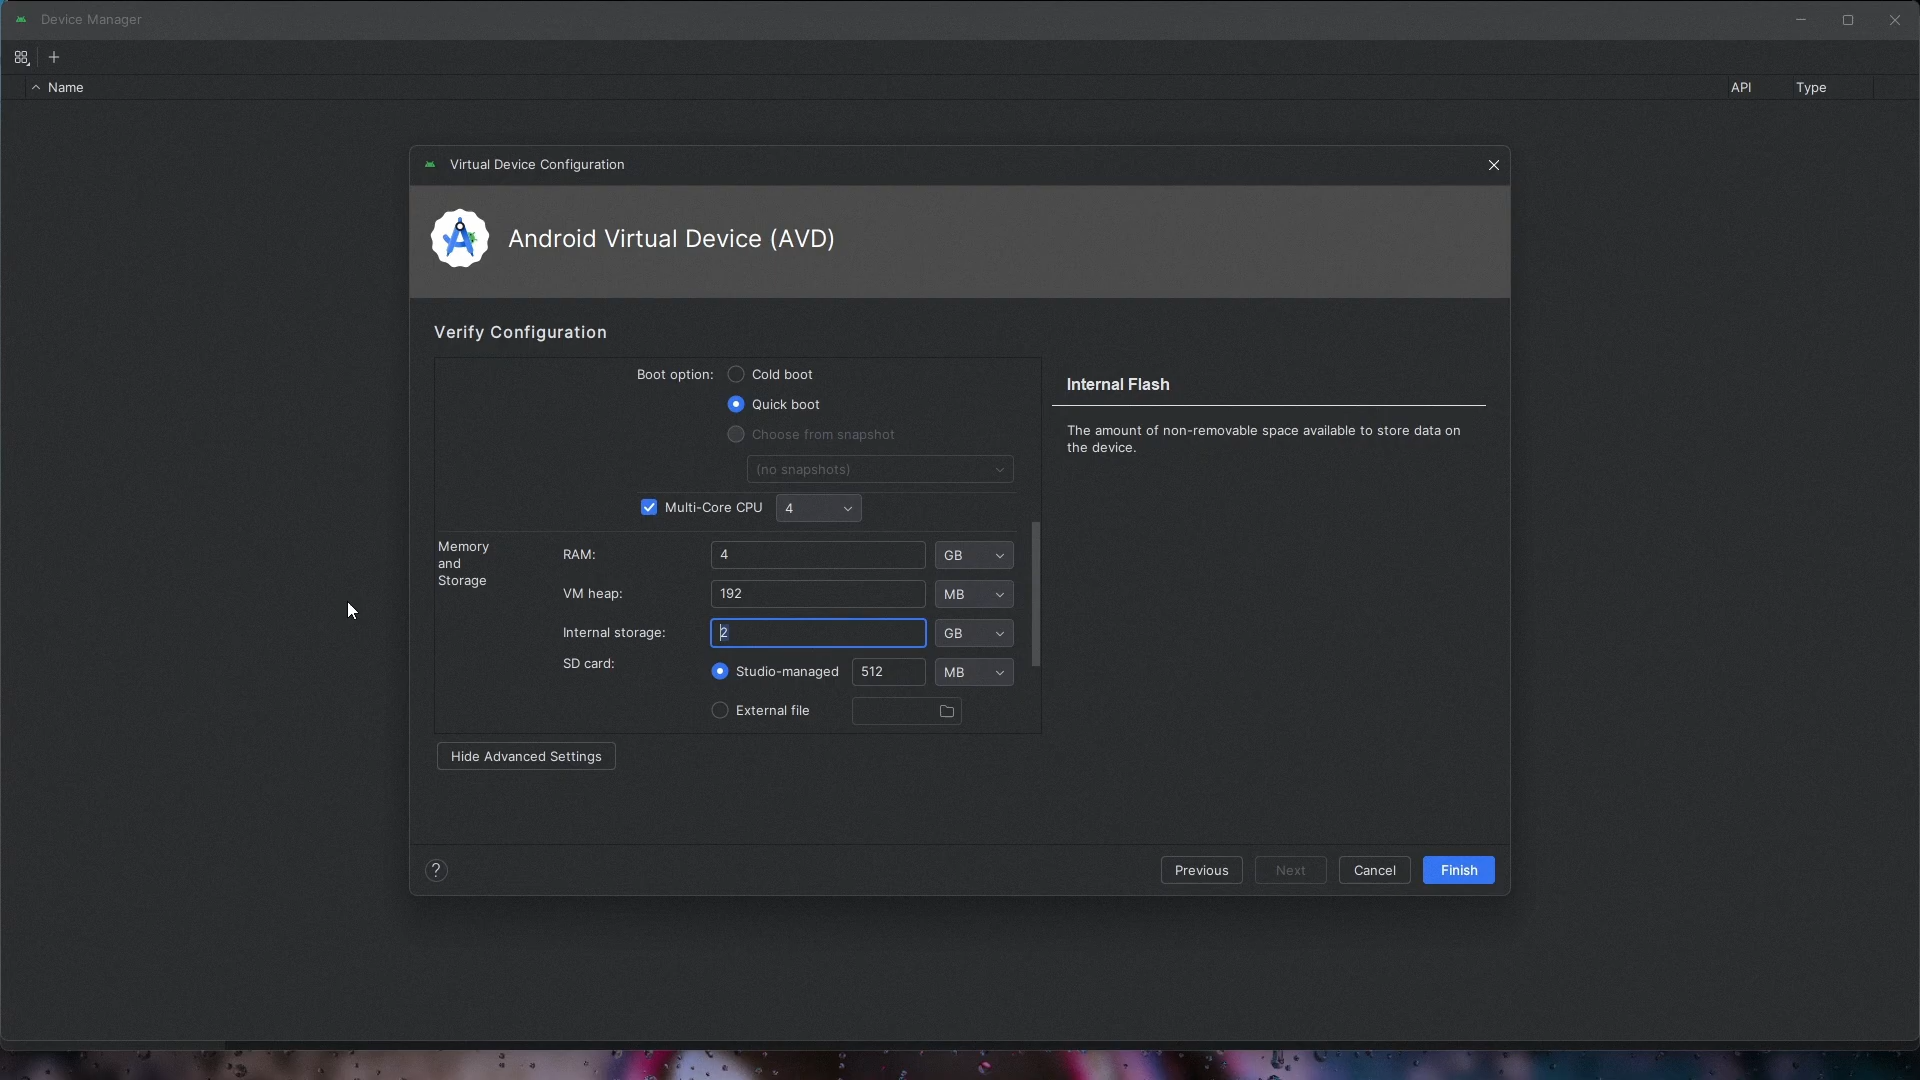 Device Manager
Name API Type
Virtual Device Configuration
Android Virtual Device (AVD)
Verify Configuration
Boot option: Cold boot
Quick boot
Choose from snapshot
(no snapshots)
Multi-Core CPU 4
Memory
and
Storage
RAM: 4 GB
VM heap: 192 MB
Internal storage: 2 GB
SD card: Studio-managed 512 MB
External file
Hide Advanced Settings
Internal Flash
The amount of non-removable space available to store data on
the device.
? Previous Next Cancel Finish